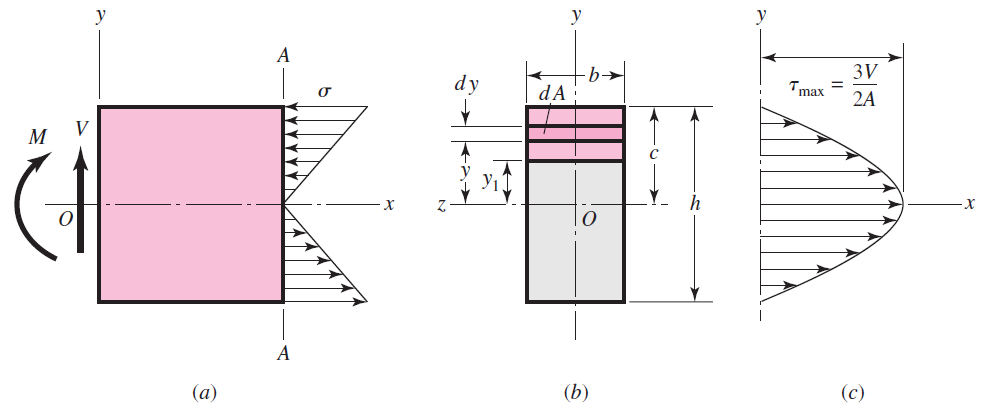 y
A
σ
M
V
O
x
A
(a)
y
b
dy
dA
y
y1
c
z
O
h
(b)
y
τmax = 3V
2A
x
(c)